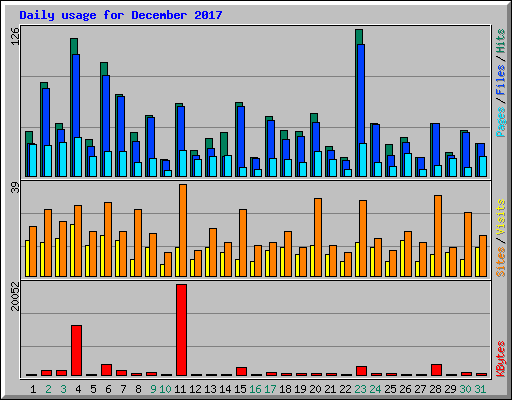 Daily usage for December 2017
126
39
20052
Pages / Files / Hits
Sites / Visits
KBytes
1 2 3 4 5 6 7 8 9 10 11 12 13 14 15 16 17 18 19 20 21 22 23 24 25 26 27 28 29 30 31